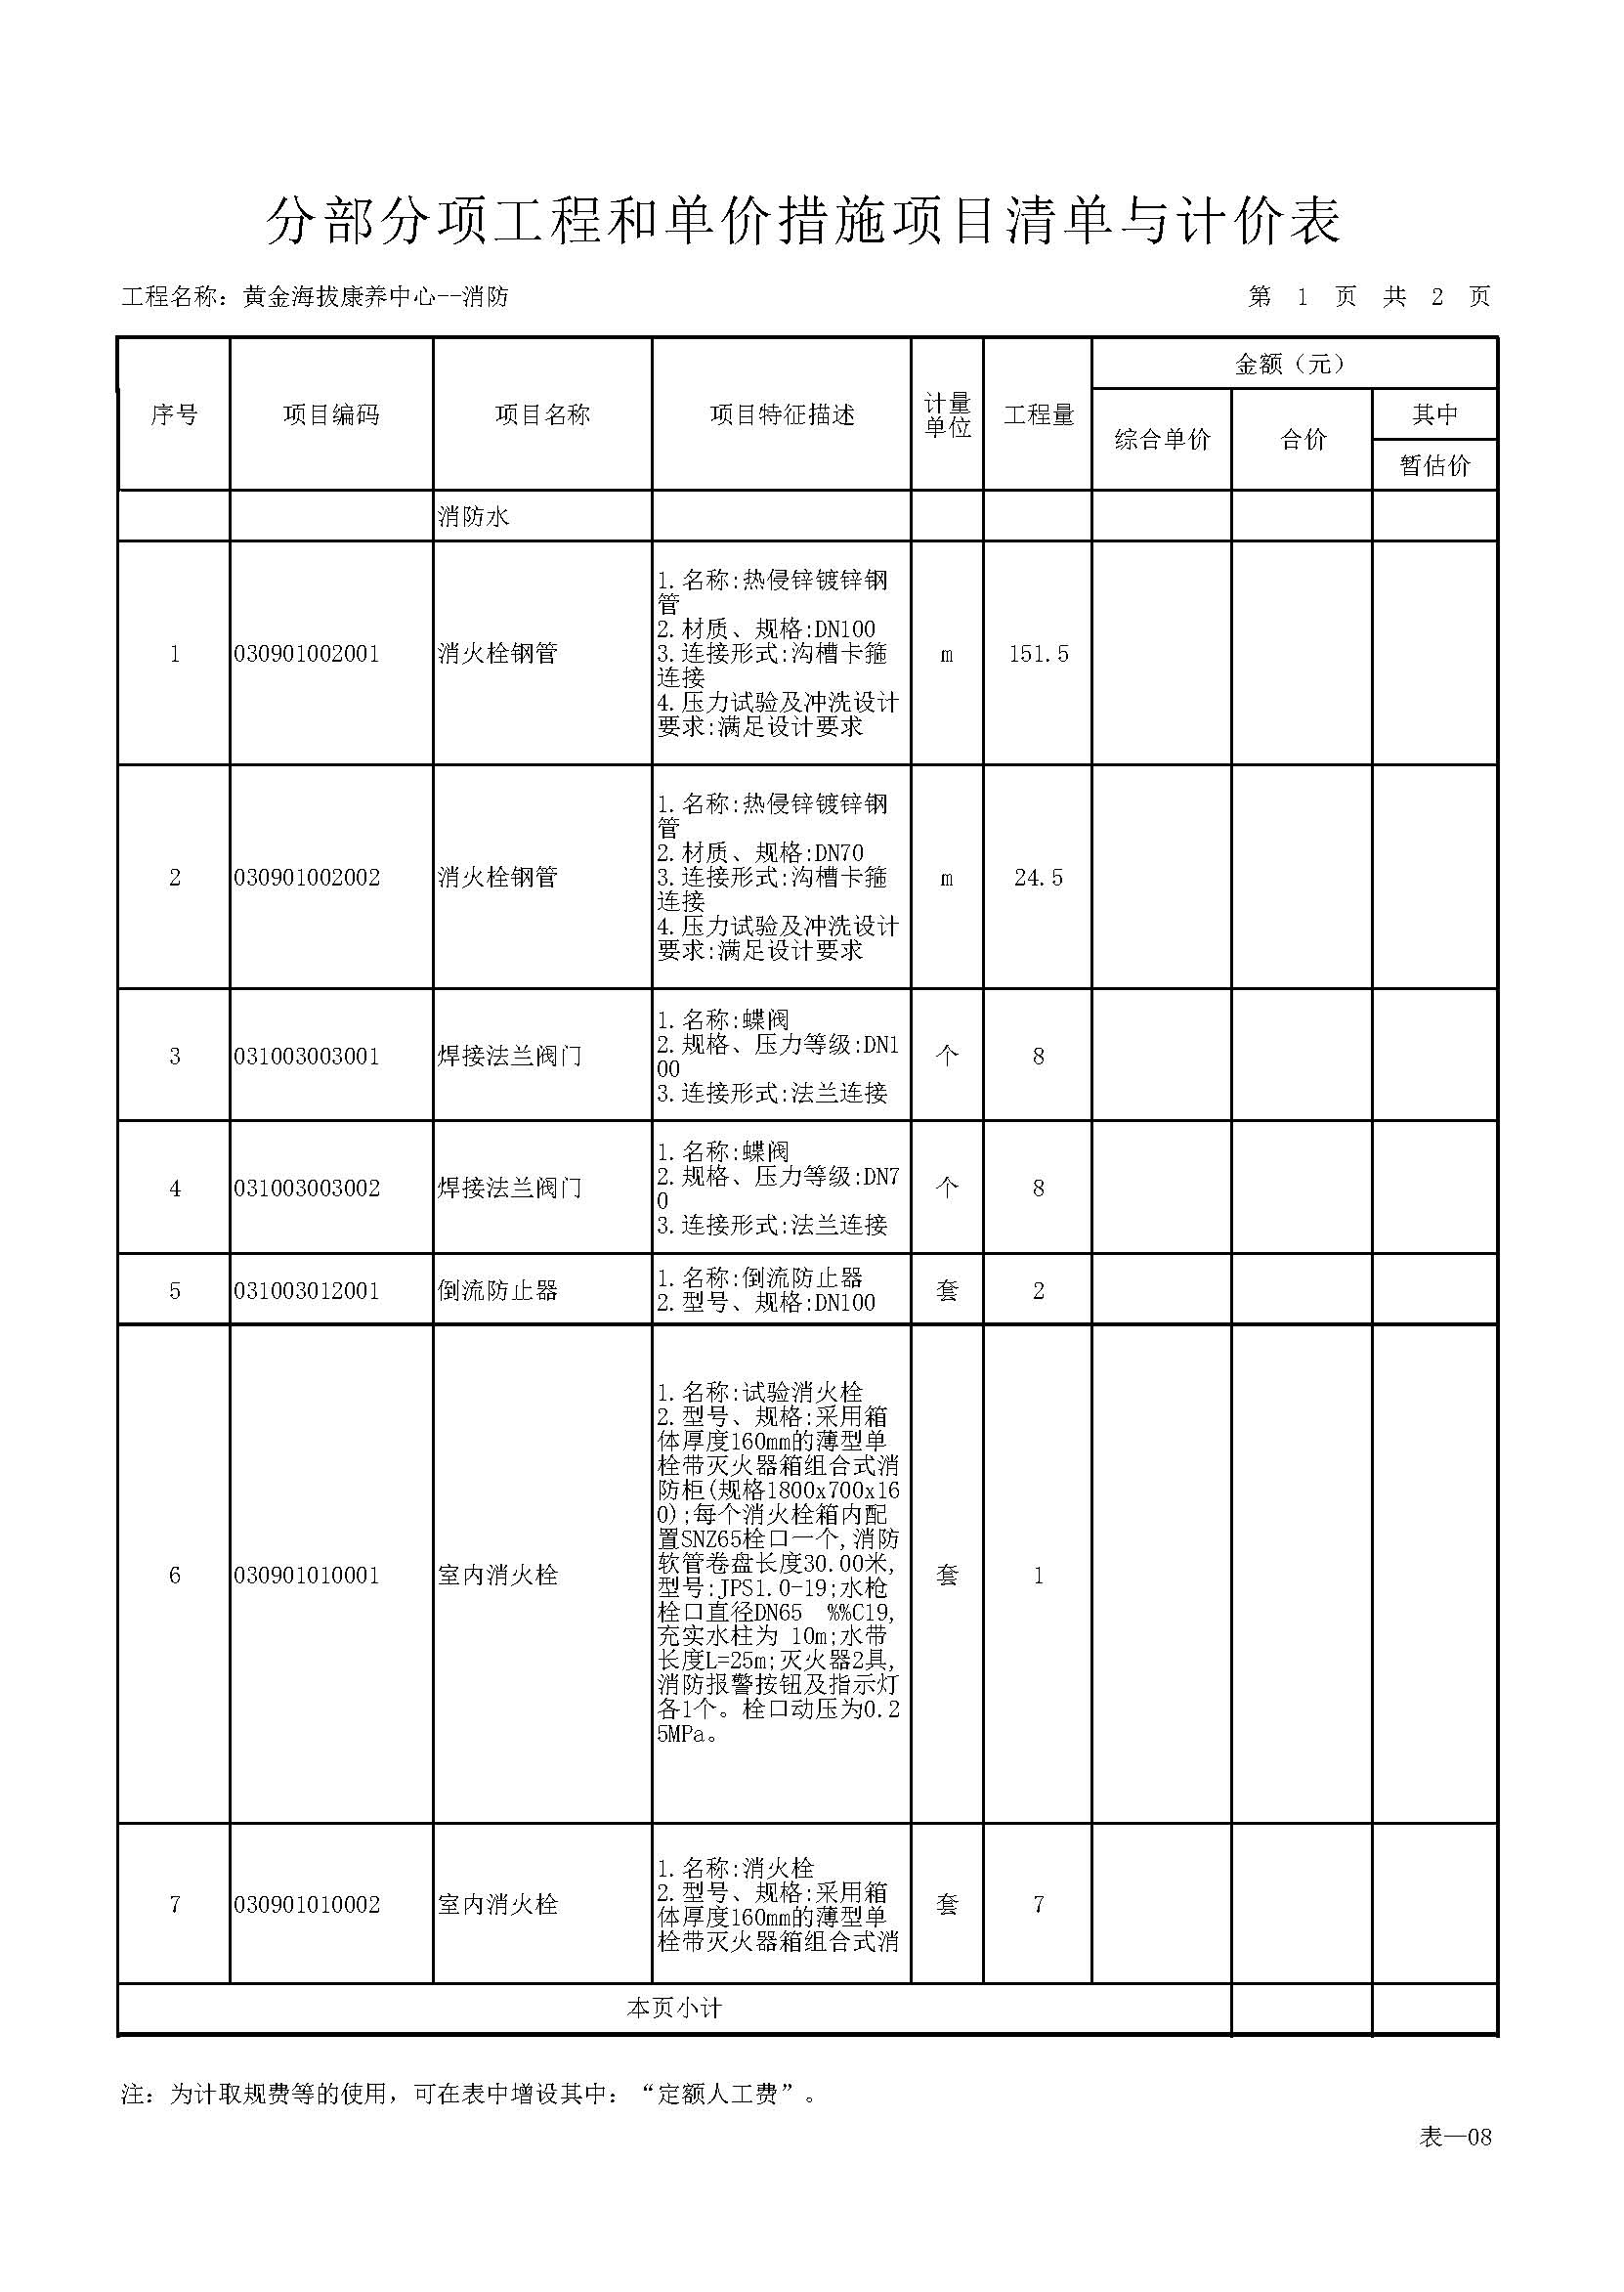 分部分项工程和单价措施项目清单与计价表
工程名称：黄金海拔康养中心--消防
第 1 页 共 2 页
序号
项目编码
项目名称
项目特征描述
计量
单位
工程量
金额（元）
综合单价
合价
其中
暂估价
消防水
1
030901002001
消火栓钢管
1.名称:热侵锌镀锌钢
管
2.材质、规格:DN100
3.连接形式:沟槽卡箍
连接
4.压力试验及冲洗设计
要求:满足设计要求
m
151.5
2
030901002002
消火栓钢管
1.名称:热侵锌镀锌钢
管
2.材质、规格:DN70
3.连接形式:沟槽卡箍
连接
4.压力试验及冲洗设计
要求:满足设计要求
m
24.5
3
031003003001
焊接法兰阀门
1.名称:蝶阀
2.规格、压力等级:DN1
00
3.连接形式:法兰连接
个
8
4
031003003002
焊接法兰阀门
1.名称:蝶阀
2.规格、压力等级:DN7
0
3.连接形式:法兰连接
个
8
5
031003012001
倒流防止器
1.名称:倒流防止器
2.型号、规格:DN100
套
2
6
030901010001
室内消火栓
1.名称:试验消火栓
2.型号、规格:采用箱
体厚度160mm的薄型单
栓带灭火器箱组合式消
防柜(规格1800x700x16
0);每个消火栓箱内配
置SNZ65栓口一个,消防
软管卷盘长度30.00米,
型号:JPS1.0-19;水枪
栓口直径DN65 %%C19,
充实水柱为 10m;水带
长度L=25m;灭火器2具,
消防报警按钮及指示灯
各1个。栓口动压为0.2
5MPa。
套
1
7
030901010002
室内消火栓
1.名称:消火栓
2.型号、规格:采用箱
体厚度160mm的薄型单
栓带灭火器箱组合式消
套
7
本页小计
注：为计取规费等的使用，可在表中增设其中：“定额人工费”。
表—08